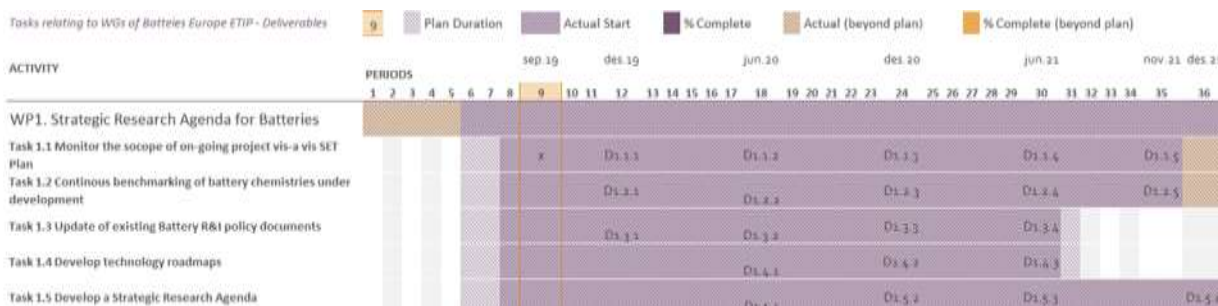 Tasks relating to WGs of Batteies Europe ETIP - Deliverables
9 Plan Duration Actual Start % Complete Actual (beyond plan) % Complete (beyond plan)
sep.19 des.19 jun.20 des.20 jun.21 nov.21 des.2
ACTIVITY
PERIODS
1 2 3 4 5 6 7 8 9 10 11 12 13 14 15 16 17 18 19 20 21 22 23 24 25 26 27 28 29 30 31 32 33 34 35 36
WP1. Strategic Research Agenda for Batteries
Task 1.1 Monitor the socope of on-going project vis-a vis SET Plan x D1.1.1 D1.1.2 D1.1.3 D1.1.4 D1.1.5
Task 1.2 Continous benchmarking of battery chemistries under development D1.2.1 D1.2.2 D1.2.3 D1.2.4 D1.2.5
Task 1.3 Update of existing Battery R&I policy documents D1.3.1 D1.3.2 D1.3.3 D1.3.4
Task 1.4 Develop technology roadmaps D1.4.1 D1.4.2 D1.4.3
Task 1.5 Develop a Strategic Research Agenda D1.5.2 D1.5.3